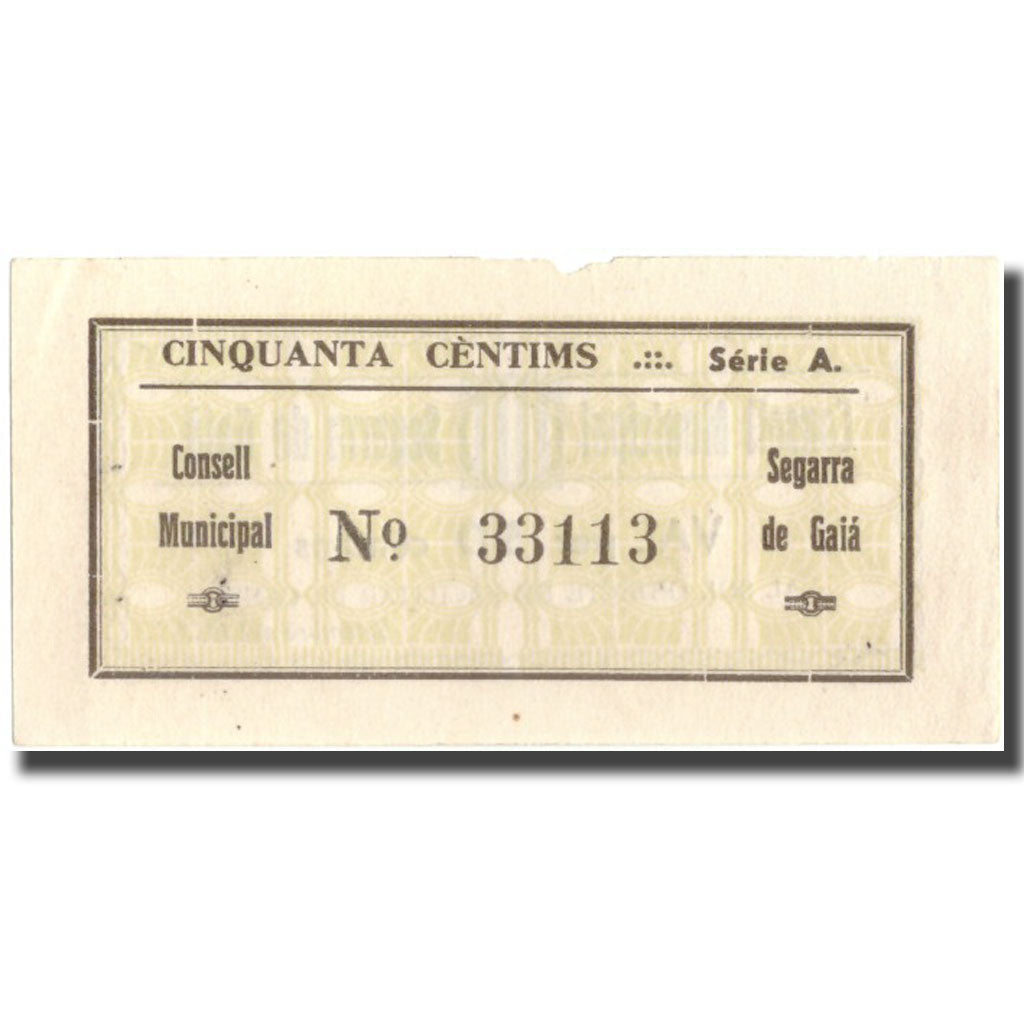 CINQUANTA CÈNTIMS .::. Série A.
Consell
Municipal
Nº 33113
Segarra
de Gaiá